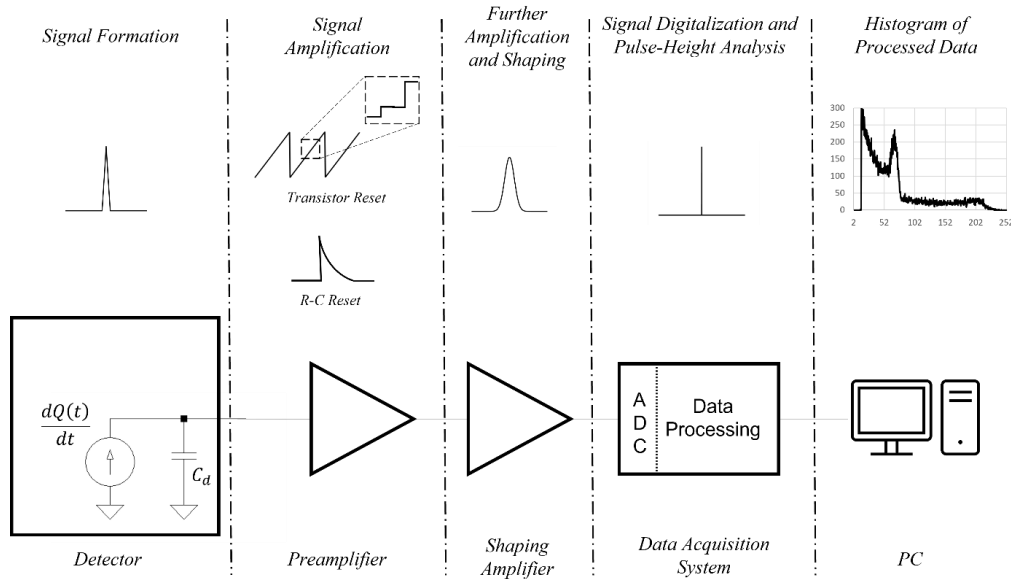 Signal Formation
Signal
Amplification
Further
Amplification
and Shaping
Signal Digitalization and
Pulse-Height Analysis
Histogram of
Processed Data
Transistor Reset
R-C Reset
300
250
200
150
100
50
0
2
52
102
152
202
252
dQ(t)
dt
C_d
A
D
C
Data
Processing
Detector
Preamplifier
Shaping
Amplifier
Data Acquisition
System
PC